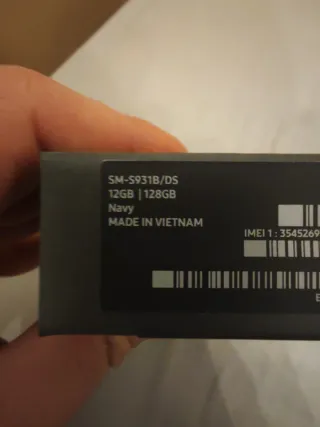 SM-S931B/DS
12GB | 128GB
Navy
MADE IN VIETNAM
IMEI 1 : 3545269
E